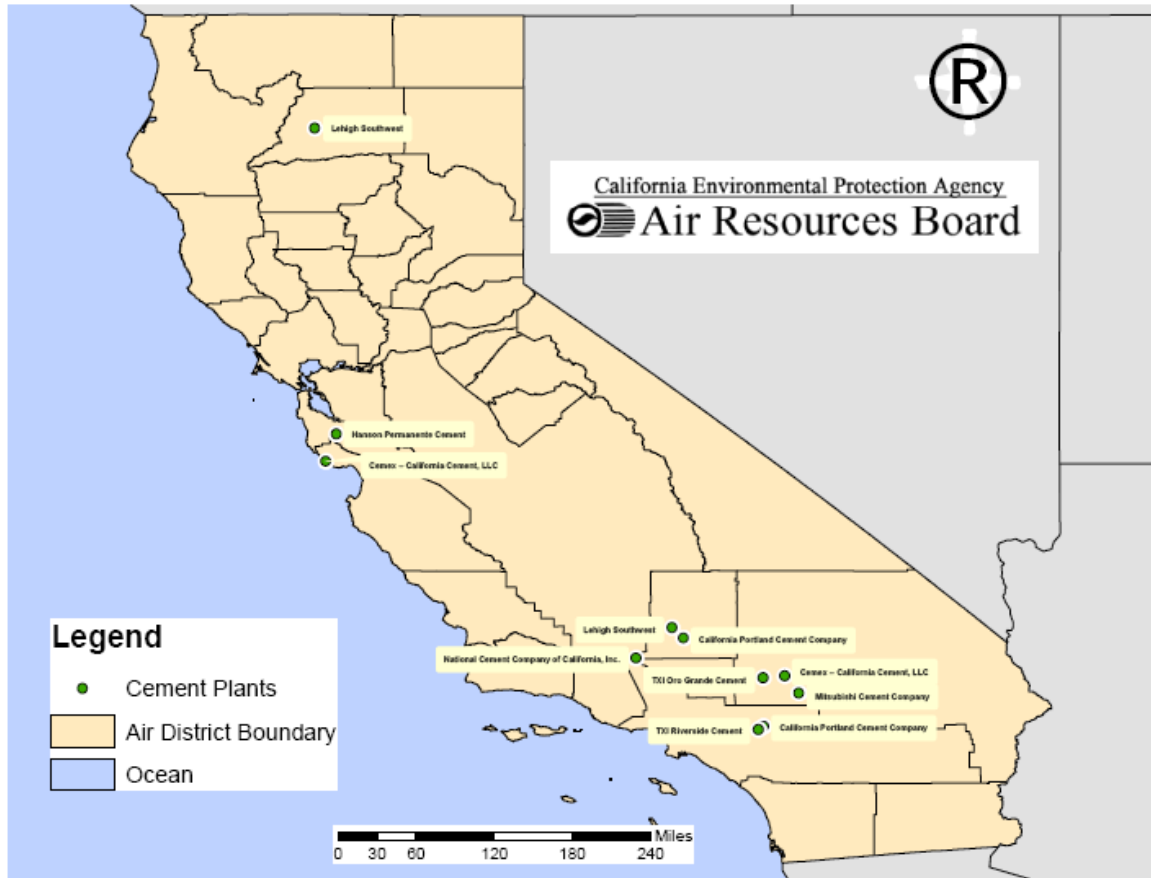 Lehigh Southwest
R
California Environmental Protection Agency
Air Resources Board
Hanson Permanente Cement
Cemex – California Cement, LLC
Lehigh Southwest
California Portland Cement Company
National Cement Company of California, Inc.
TXI Oro Grande Cement
Cemex – California Cement, LLC
Mitsubishi Cement Company
TXI Riverside Cement
California Portland Cement Company
Legend
Cement Plants
Air District Boundary
Ocean
Miles
0 30 60 120 180 240